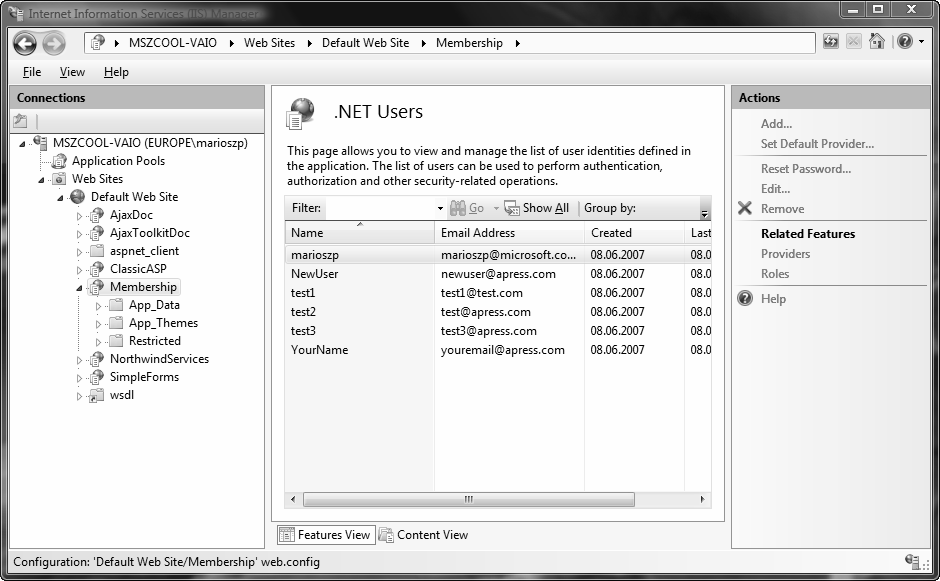 Internet Information Services (IIS) Manager
MSZCOOL-VAIO Web Sites Default Web Site Membership
File View Help
Connections
MSZCOOL-VAIO (EUROPE\marioszp)
Application Pools
Web Sites
Default Web Site
AjaxDoc
AjaxToolkitDoc
aspnet_client
ClassicASP
Membership
App_Data
App_Themes
Restricted
NorthwindServices
SimpleForms
wsdl
.NET Users
This page allows you to view and manage the list of user identities defined in
the application. The list of users can be used to perform authentication,
authorization and other security-related operations.
Filter: Go Show All Group by:
Name Email Address Created Last
marioszp marioszp@microsoft.co... 08.06.2007 08.0
NewUser newuser@apress.com 08.06.2007 08.0
test1 test1@test.com 08.06.2007 08.0
test2 test@apress.com 08.06.2007 08.0
test3 test3@apress.com 08.06.2007 08.0
YourName youremail@apress.com 08.06.2007 08.0
Features View Content View
Actions
Add...
Set Default Provider...
Reset Password...
Edit...
Remove
Related Features
Providers
Roles
Help
Configuration: 'Default Web Site/Membership' web.config